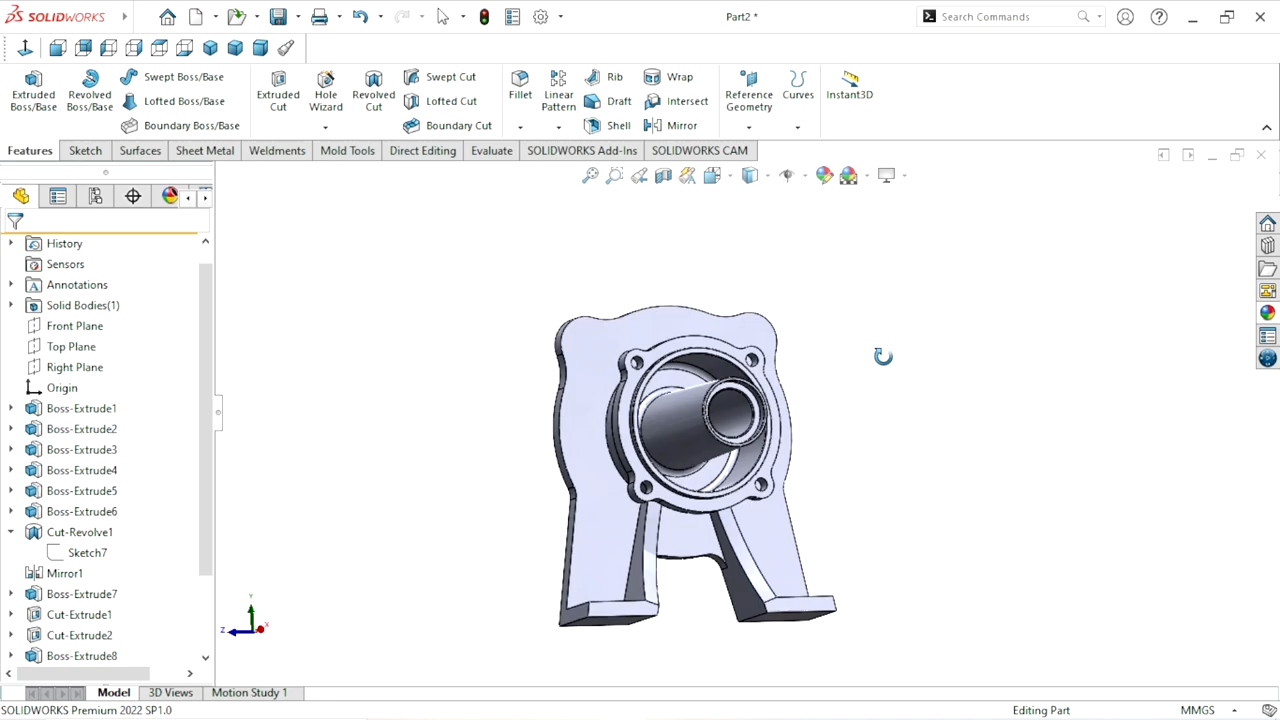 SOLIDWORKS
Part2 *
Search Commands
Extruded Boss/Base
Revolved Boss/Base
Swept Boss/Base
Lofted Boss/Base
Boundary Boss/Base
Extruded Cut
Hole Wizard
Revolved Cut
Swept Cut
Lofted Cut
Boundary Cut
Fillet
Linear Pattern
Rib
Draft
Shell
Wrap
Intersect
Mirror
Reference Geometry
Curves
Instant3D
Features
Sketch
Surfaces
Sheet Metal
Weldments
Mold Tools
Direct Editing
Evaluate
SOLIDWORKS Add-Ins
SOLIDWORKS CAM
History
Sensors
Annotations
Solid Bodies(1)
Front Plane
Top Plane
Right Plane
Origin
Boss-Extrude1
Boss-Extrude2
Boss-Extrude3
Boss-Extrude4
Boss-Extrude5
Boss-Extrude6
Cut-Revolve1
Sketch7
Mirror1
Boss-Extrude7
Cut-Extrude1
Cut-Extrude2
Boss-Extrude8
Y
Z
X
Model
3D Views
Motion Study 1
SOLIDWORKS Premium 2022 SP1.0
Editing Part
MMGS